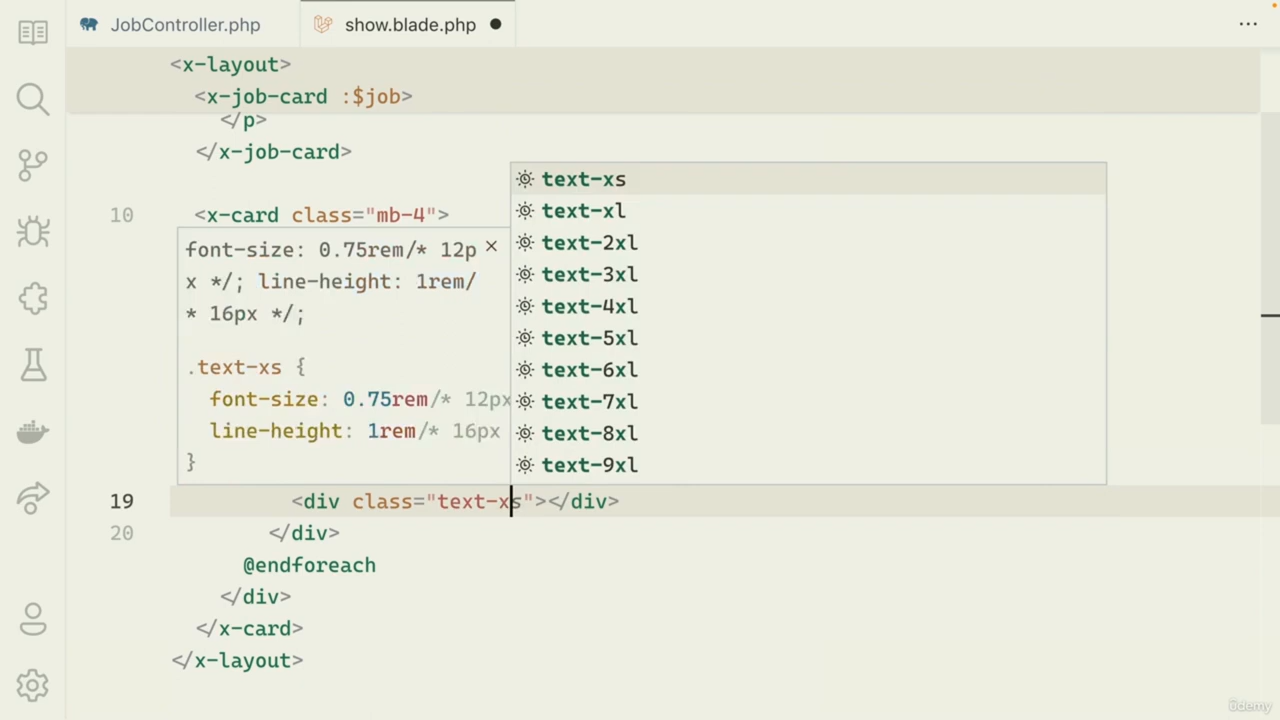 JobController.php
show.blade.php
<x-layout>
<x-job-card :$job>
</p>
</x-job-card>
10 <x-card class="mb-4">
font-size: 0.75rem/* 12p
x */; line-height: 1rem/
* 16px */;
.text-xs {
font-size: 0.75rem/* 12px
line-height: 1rem/* 16px
}
text-xs
text-xl
text-2xl
text-3xl
text-4xl
text-5xl
text-6xl
text-7xl
text-8xl
text-9xl
19 <div class="text-xs"></div>
20 </div>
@endforeach
</div>
</x-card>
</x-layout>
ûdemy